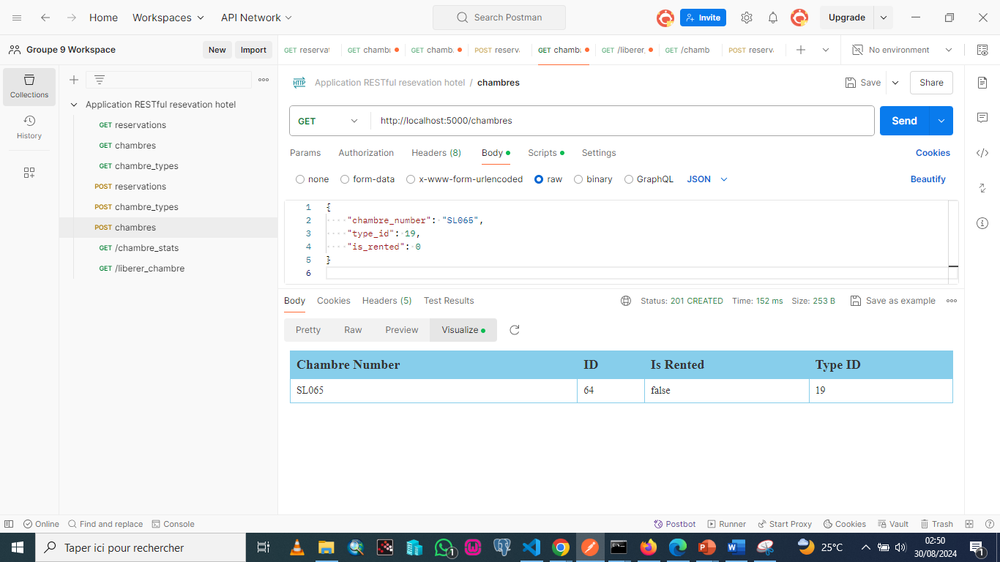 Home Workspaces API Network Search Postman Invite Upgrade
Groupe 9 Workspace New Import GET reservat GET chamb GET chamb. POST reserv. GET chamb. GET /liberer. GET /chamb POST reserv. No environment
Collections
History
Application RESTful resevation hotel
GET reservations
GET chambres
GET chambre_types
POST reservations
POST chambre_types
POST chambres
GET /chambre_stats
GET /liberer_chambre
HTTP Application RESTful resevation hotel / chambres Save Share
GET http://localhost:5000/chambres Send
Params Authorization Headers (8) Body Scripts Settings Cookies
none form-data x-www-form-urlencoded raw binary GraphQL JSON Beautify
1 {
2 "chambre_number": "SL065",
3 "type_id": 19,
4 "is_rented": 0
5 }
6
Body Cookies Headers (5) Test Results Status: 201 CREATED Time: 152 ms Size: 253 B Save as example
Pretty Raw Preview Visualize
Chambre Number ID Is Rented Type ID
SL065 64 false 19
Online Find and replace Console Postbot Runner Start Proxy Cookies Vault Trash
Taper ici pour rechercher 1 25°C 02:50
30/08/2024 1